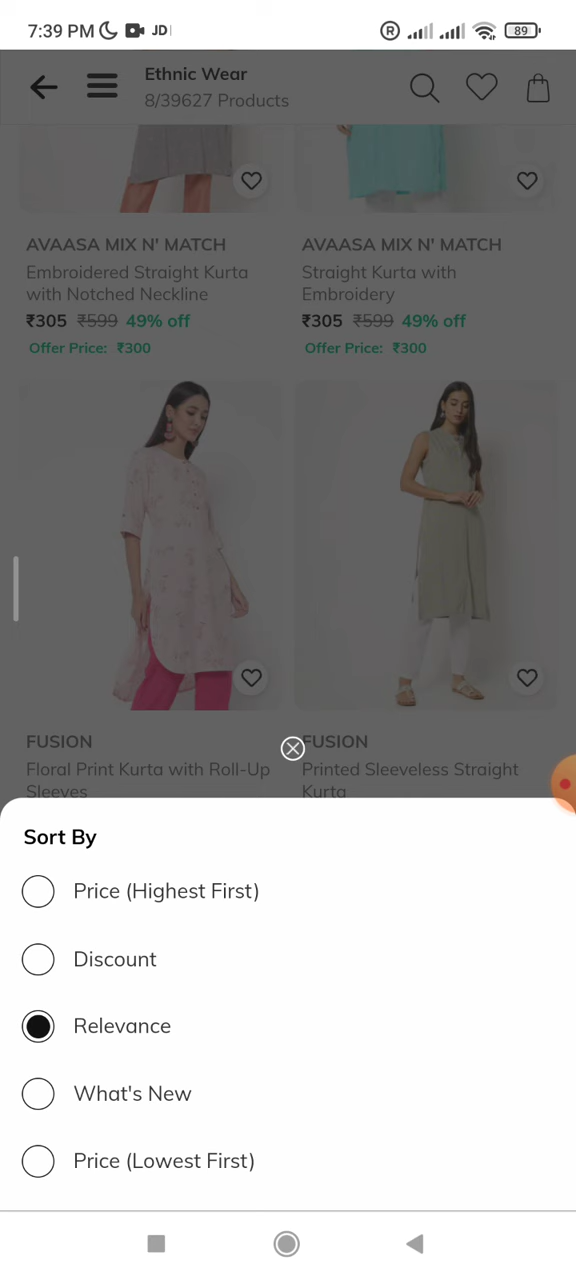 7:39 PM JD
R 89
Ethnic Wear
8/39627 Products
AVAASA MIX N' MATCH
Embroidered Straight Kurta
with Notched Neckline
₹305 ₹599 49% off
Offer Price: ₹300
AVAASA MIX N' MATCH
Straight Kurta with
Embroidery
₹305 ₹599 49% off
Offer Price: ₹300
FUSION
Floral Print Kurta with Roll-Up
Sleeves
FUSION
Printed Sleeveless Straight
Kurta
Sort By
Price (Highest First)
Discount
Relevance
What's New
Price (Lowest First)